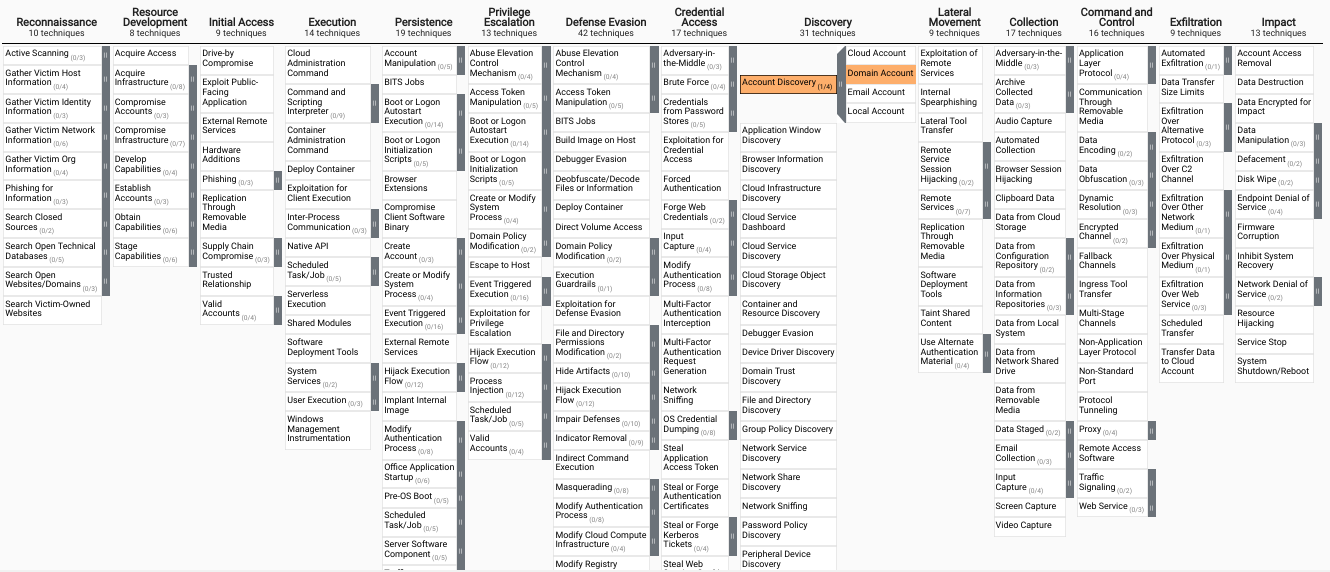 Reconnaissance
10 techniques
Active Scanning (0/3)
Gather Victim Host
Information (0/4)
Gather Victim Identity
Information (0/3)
Gather Victim Network
Information (0/6)
Gather Victim Org
Information (0/4)
Phishing for
Information (0/3)
Search Closed
Sources (0/2)
Search Open Technical
Databases (0/5)
Search Open
Websites/Domains (0/3)
Search Victim-Owned
Websites
Resource
Development
8 techniques
Acquire Access
Acquire
Infrastructure (0/8)
Compromise
Accounts (0/3)
Compromise
Infrastructure (0/7)
Develop
Capabilities (0/4)
Establish
Accounts (0/3)
Obtain
Capabilities (0/6)
Stage
Capabilities (0/6)
Initial Access
9 techniques
Drive-by
Compromise
Exploit Public-
Facing
Application
External Remote
Services
Hardware
Additions
Phishing (0/3)
Replication
Through
Removable
Media
Supply Chain
Compromise (0/3)
Trusted
Relationship
Valid
Accounts (0/4)
Execution
14 techniques
Cloud
Administration
Command
Command and
Scripting
Interpreter (0/9)
Container
Administration
Command
Deploy Container
Exploitation for
Client Execution
Inter-Process
Communication (0/3)
Native API
Scheduled
Task/Job (0/5)
Serverless
Execution
Shared Modules
Software
Deployment Tools
System
Services (0/2)
User Execution (0/3)
Windows
Management
Instrumentation
Persistence
19 techniques
Account
Manipulation (0/5)
BITS Jobs
Boot or Logon
Autostart
Execution (0/14)
Boot or Logon
Initialization
Scripts (0/5)
Browser
Extensions
Compromise
Client Software
Binary
Create
Account (0/3)
Create or Modify
System
Process (0/4)
Event Triggered
Execution (0/16)
External Remote
Services
Hijack Execution
Flow (0/12)
Implant Internal
Image
Modify
Authentication
Process (0/8)
Office Application
Startup (0/6)
Pre-OS Boot (0/5)
Scheduled
Task/Job (0/5)
Server Software
Component (0/5)
Privilege
Escalation
13 techniques
Abuse Elevation
Control
Mechanism (0/4)
Access Token
Manipulation (0/5)
Boot or Logon
Autostart
Execution (0/14)
Boot or Logon
Initialization
Scripts (0/5)
Create or Modify
System
Process (0/4)
Domain Policy
Modification (0/2)
Escape to Host
Event Triggered
Execution (0/16)
Exploitation for
Privilege
Escalation
Hijack Execution
Flow (0/12)
Process
Injection (0/12)
Scheduled
Task/Job (0/5)
Valid
Accounts (0/4)
Defense Evasion
42 techniques
Abuse Elevation
Control
Mechanism (0/4)
Access Token
Manipulation (0/5)
BITS Jobs
Build Image on Host
Debugger Evasion
Deobfuscate/Decode
Files or Information
Deploy Container
Direct Volume Access
Domain Policy
Modification (0/2)
Execution
Guardrails (0/1)
Exploitation for
Defense Evasion
File and Directory
Permissions
Modification (0/2)
Hide Artifacts (0/10)
Hijack Execution
Flow (0/12)
Impair Defenses (0/10)
Indicator Removal (0/9)
Indirect Command
Execution
Masquerading (0/8)
Modify Authentication
Process (0/8)
Modify Cloud Compute
Infrastructure (0/4)
Modify Registry
Credential
Access
17 techniques
Adversary-in-
the-Middle (0/3)
Brute Force (0/4)
Credentials
from Password
Stores (0/5)
Exploitation for
Credential
Access
Forced
Authentication
Forge Web
Credentials (0/2)
Input
Capture (0/4)
Modify
Authentication
Process (0/8)
Multi-Factor
Authentication
Interception
Multi-Factor
Authentication
Request
Generation
Network
Sniffing
OS Credential
Dumping (0/8)
Steal
Application
Access Token
Steal or Forge
Authentication
Certificates
Steal or Forge
Kerberos
Tickets (0/4)
Steal Web
Discovery
31 techniques
Account Discovery (1/4)
Cloud Account
Domain Account
Email Account
Local Account
Application Window
Discovery
Browser Information
Discovery
Cloud Infrastructure
Discovery
Cloud Service
Dashboard
Cloud Service
Discovery
Cloud Storage Object
Discovery
Container and
Resource Discovery
Debugger Evasion
Device Driver Discovery
Domain Trust
Discovery
File and Directory
Discovery
Group Policy Discovery
Network Service
Discovery
Network Share
Discovery
Network Sniffing
Password Policy
Discovery
Peripheral Device
Discovery
Lateral
Movement
9 techniques
Exploitation of
Remote
Services
Internal
Spearphishing
Lateral Tool
Transfer
Remote
Service
Session
Hijacking (0/2)
Remote
Services (0/7)
Replication
Through
Removable
Media
Software
Deployment
Tools
Taint Shared
Content
Use Alternate
Authentication
Material (0/4)
Collection
17 techniques
Adversary-in-the-
Middle (0/3)
Archive
Collected
Data (0/3)
Audio Capture
Automated
Collection
Browser Session
Hijacking
Clipboard Data
Data from Cloud
Storage
Data from
Configuration
Repository (0/2)
Data from
Information
Repositories (0/3)
Data from Local
System
Data from
Network Shared
Drive
Data from
Removable
Media
Data Staged (0/2)
Email
Collection (0/3)
Input
Capture (0/4)
Screen Capture
Video Capture
Command and
Control
16 techniques
Application
Layer
Protocol (0/4)
Communication
Through
Removable
Media
Data
Encoding (0/2)
Data
Obfuscation (0/3)
Dynamic
Resolution (0/3)
Encrypted
Channel (0/2)
Fallback
Channels
Ingress Tool
Transfer
Multi-Stage
Channels
Non-Application
Layer Protocol
Non-Standard
Port
Protocol
Tunneling
Proxy (0/4)
Remote Access
Software
Traffic
Signaling (0/2)
Web Service (0/3)
Exfiltration
9 techniques
Automated
Exfiltration (0/1)
Data Transfer
Size Limits
Exfiltration
Over
Alternative
Protocol (0/3)
Exfiltration
Over C2
Channel
Exfiltration
Over Other
Network
Medium (0/1)
Exfiltration
Over Physical
Medium (0/1)
Exfiltration
Over Web
Service (0/3)
Scheduled
Transfer
Transfer Data
to Cloud
Account
Impact
13 techniques
Account Access
Removal
Data Destruction
Data Encrypted for
Impact
Data
Manipulation (0/3)
Defacement (0/2)
Disk Wipe (0/2)
Endpoint Denial of
Service (0/4)
Firmware
Corruption
Inhibit System
Recovery
Network Denial of
Service (0/2)
Resource
Hijacking
Service Stop
System
Shutdown/Reboot